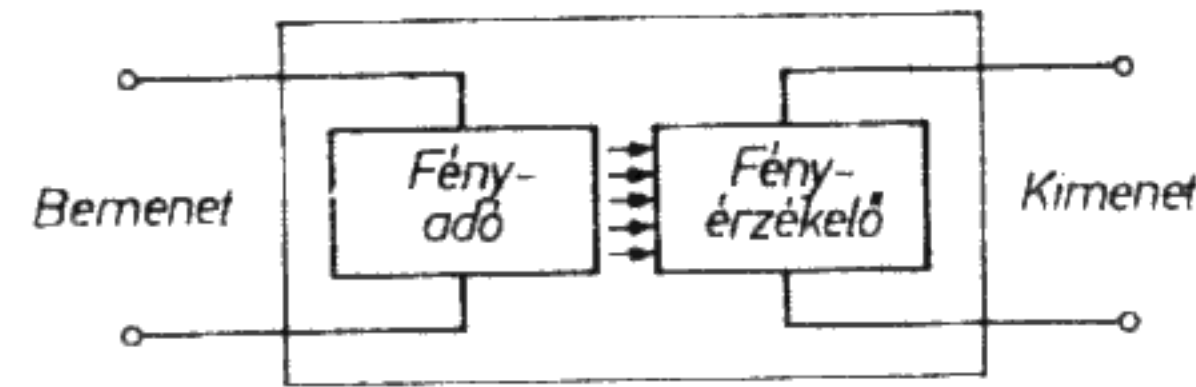 Bemenet
Fény-
adó
Fény-
érzékelő
Kimenet